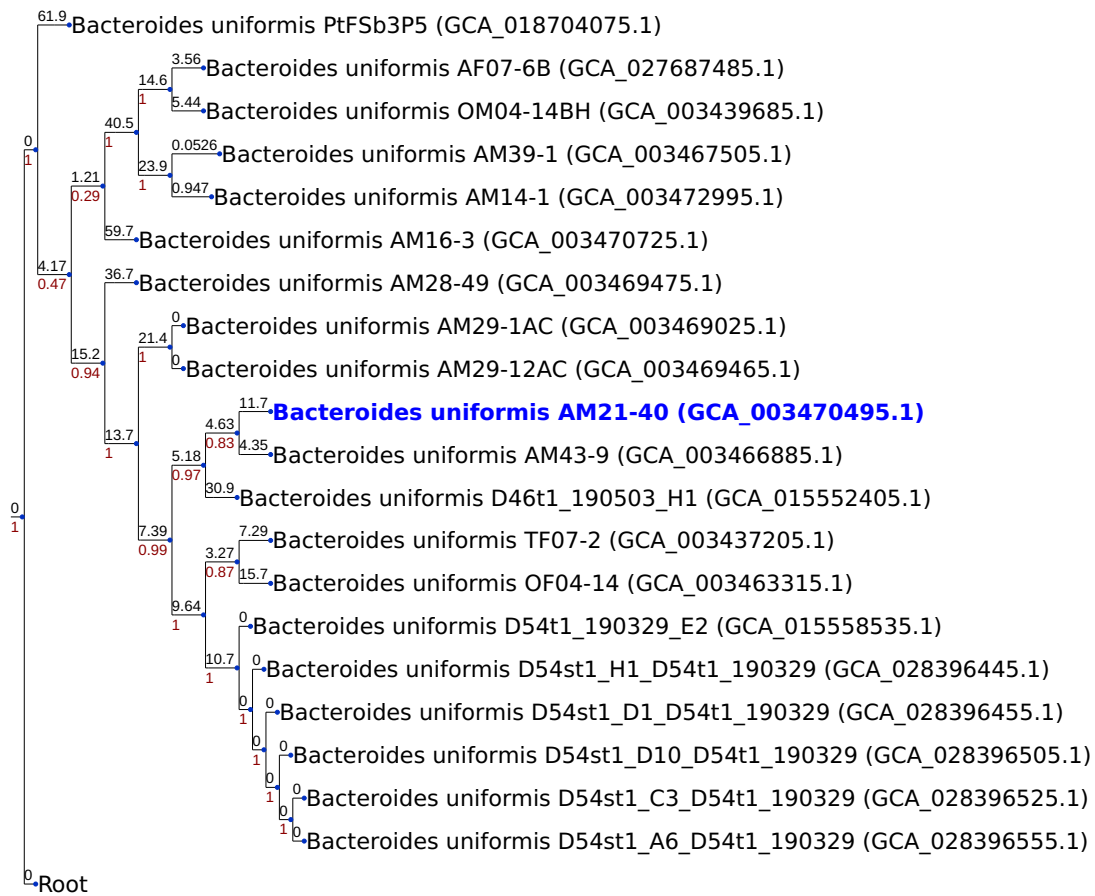 61.9 Bacteroides uniformis PtFSb3P5 (GCA_018704075.1)
3.56 Bacteroides uniformis AF07-6B (GCA_027687485.1)
14.6
1
5.44 Bacteroides uniformis OM04-14BH (GCA_003439685.1)
40.5
1
0
1
0.0526 Bacteroides uniformis AM39-1 (GCA_003467505.1)
23.9
1
0.947 Bacteroides uniformis AM14-1 (GCA_003472995.1)
1.21
0.29
59.7 Bacteroides uniformis AM16-3 (GCA_003470725.1)
4.17
0.47
36.7 Bacteroides uniformis AM28-49 (GCA_003469475.1)
0 Bacteroides uniformis AM29-1AC (GCA_003469025.1)
21.4
1
15.2
0.94
0 Bacteroides uniformis AM29-12AC (GCA_003469465.1)
11.7 Bacteroides uniformis AM21-40 (GCA_003470495.1)
4.63
0.83
13.7
1
4.35 Bacteroides uniformis AM43-9 (GCA_003466885.1)
5.18
0.97
30.9 Bacteroides uniformis D46t1_190503_H1 (GCA_015552405.1)
0
1
7.39
0.99
7.29 Bacteroides uniformis TF07-2 (GCA_003437205.1)
3.27
0.87
15.7 Bacteroides uniformis OF04-14 (GCA_003463315.1)
9.64
1
0 Bacteroides uniformis D54t1_190329_E2 (GCA_015558535.1)
10.7
1
0 Bacteroides uniformis D54st1_H1_D54t1_190329 (GCA_028396445.1)
0
1
0 Bacteroides uniformis D54st1_D1_D54t1_190329 (GCA_028396455.1)
0
1
0 Bacteroides uniformis D54st1_D10_D54t1_190329 (GCA_028396505.1)
0
1
0 Bacteroides uniformis D54st1_C3_D54t1_190329 (GCA_028396525.1)
0
1
0 Bacteroides uniformis D54st1_A6_D54t1_190329 (GCA_028396555.1)
0 Root